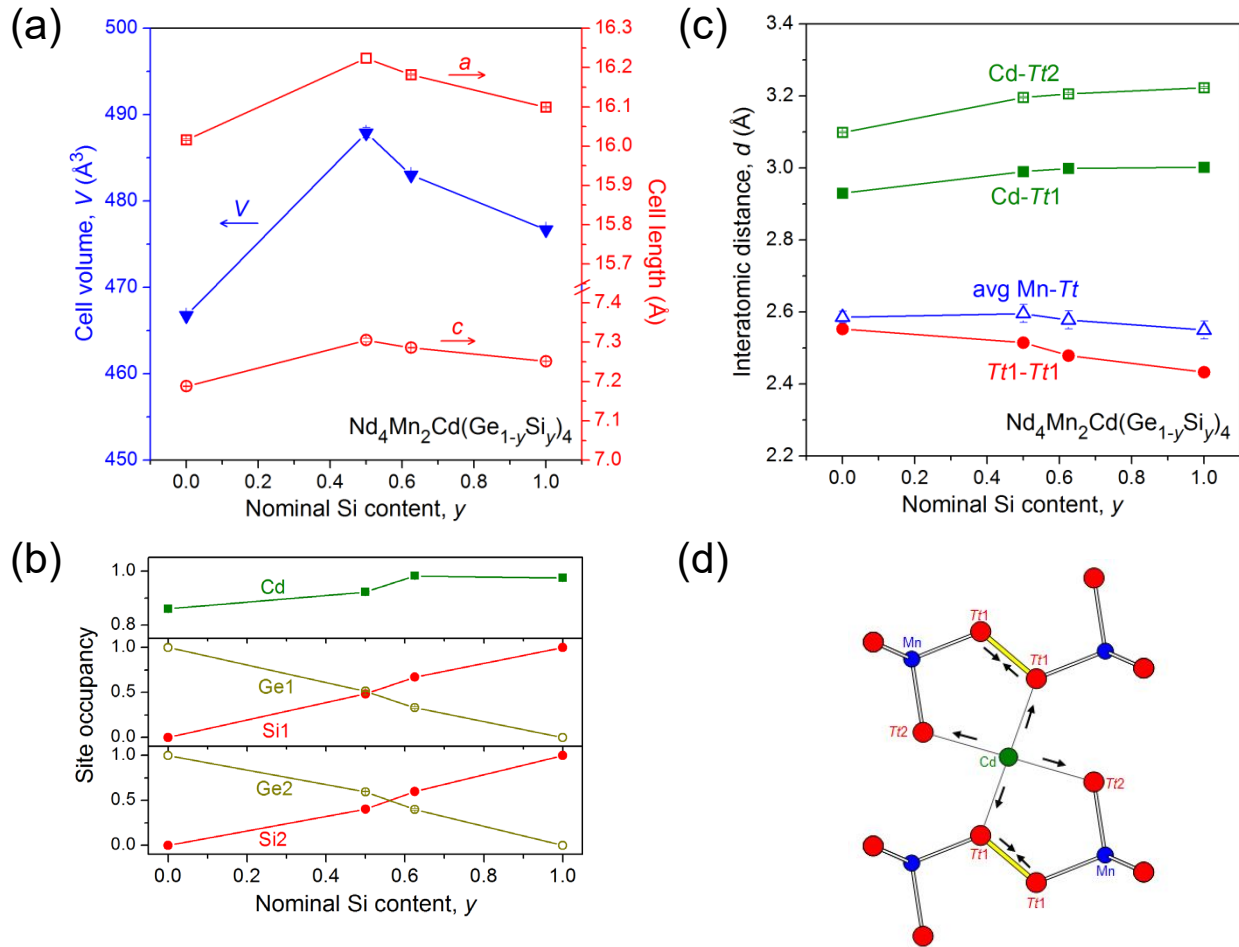 (a)
500
490
480
470
460
450
Cell volume, V (Å³)
16.3
16.2
16.1
16.0
15.9
15.8
15.7
7.4
7.3
7.2
7.1
7.0
Cell length (Å)
a
V
c
Nd₄Mn₂Cd(Ge₁₋ySiy)₄
0.0 0.2 0.4 0.6 0.8 1.0
Nominal Si content, y
(c)
3.4
3.2
3.0
2.8
2.6
2.4
2.2
Interatomic distance, d (Å)
Cd-Tt2
Cd-Tt1
avg Mn-Tt
Tt1-Tt1
Nd₄Mn₂Cd(Ge₁₋ySiy)₄
0.0 0.2 0.4 0.6 0.8 1.0
Nominal Si content, y
(b)
Site occupancy
1.0
0.8
Cd
1.0
0.5
0.0
Ge1
Si1
1.0
0.5
0.0
Ge2
Si2
0.0 0.2 0.4 0.6 0.8 1.0
Nominal Si content, y
(d)
Tt1
Mn
Tt1
Tt2
Cd
Tt2
Tt1
Mn
Tt1